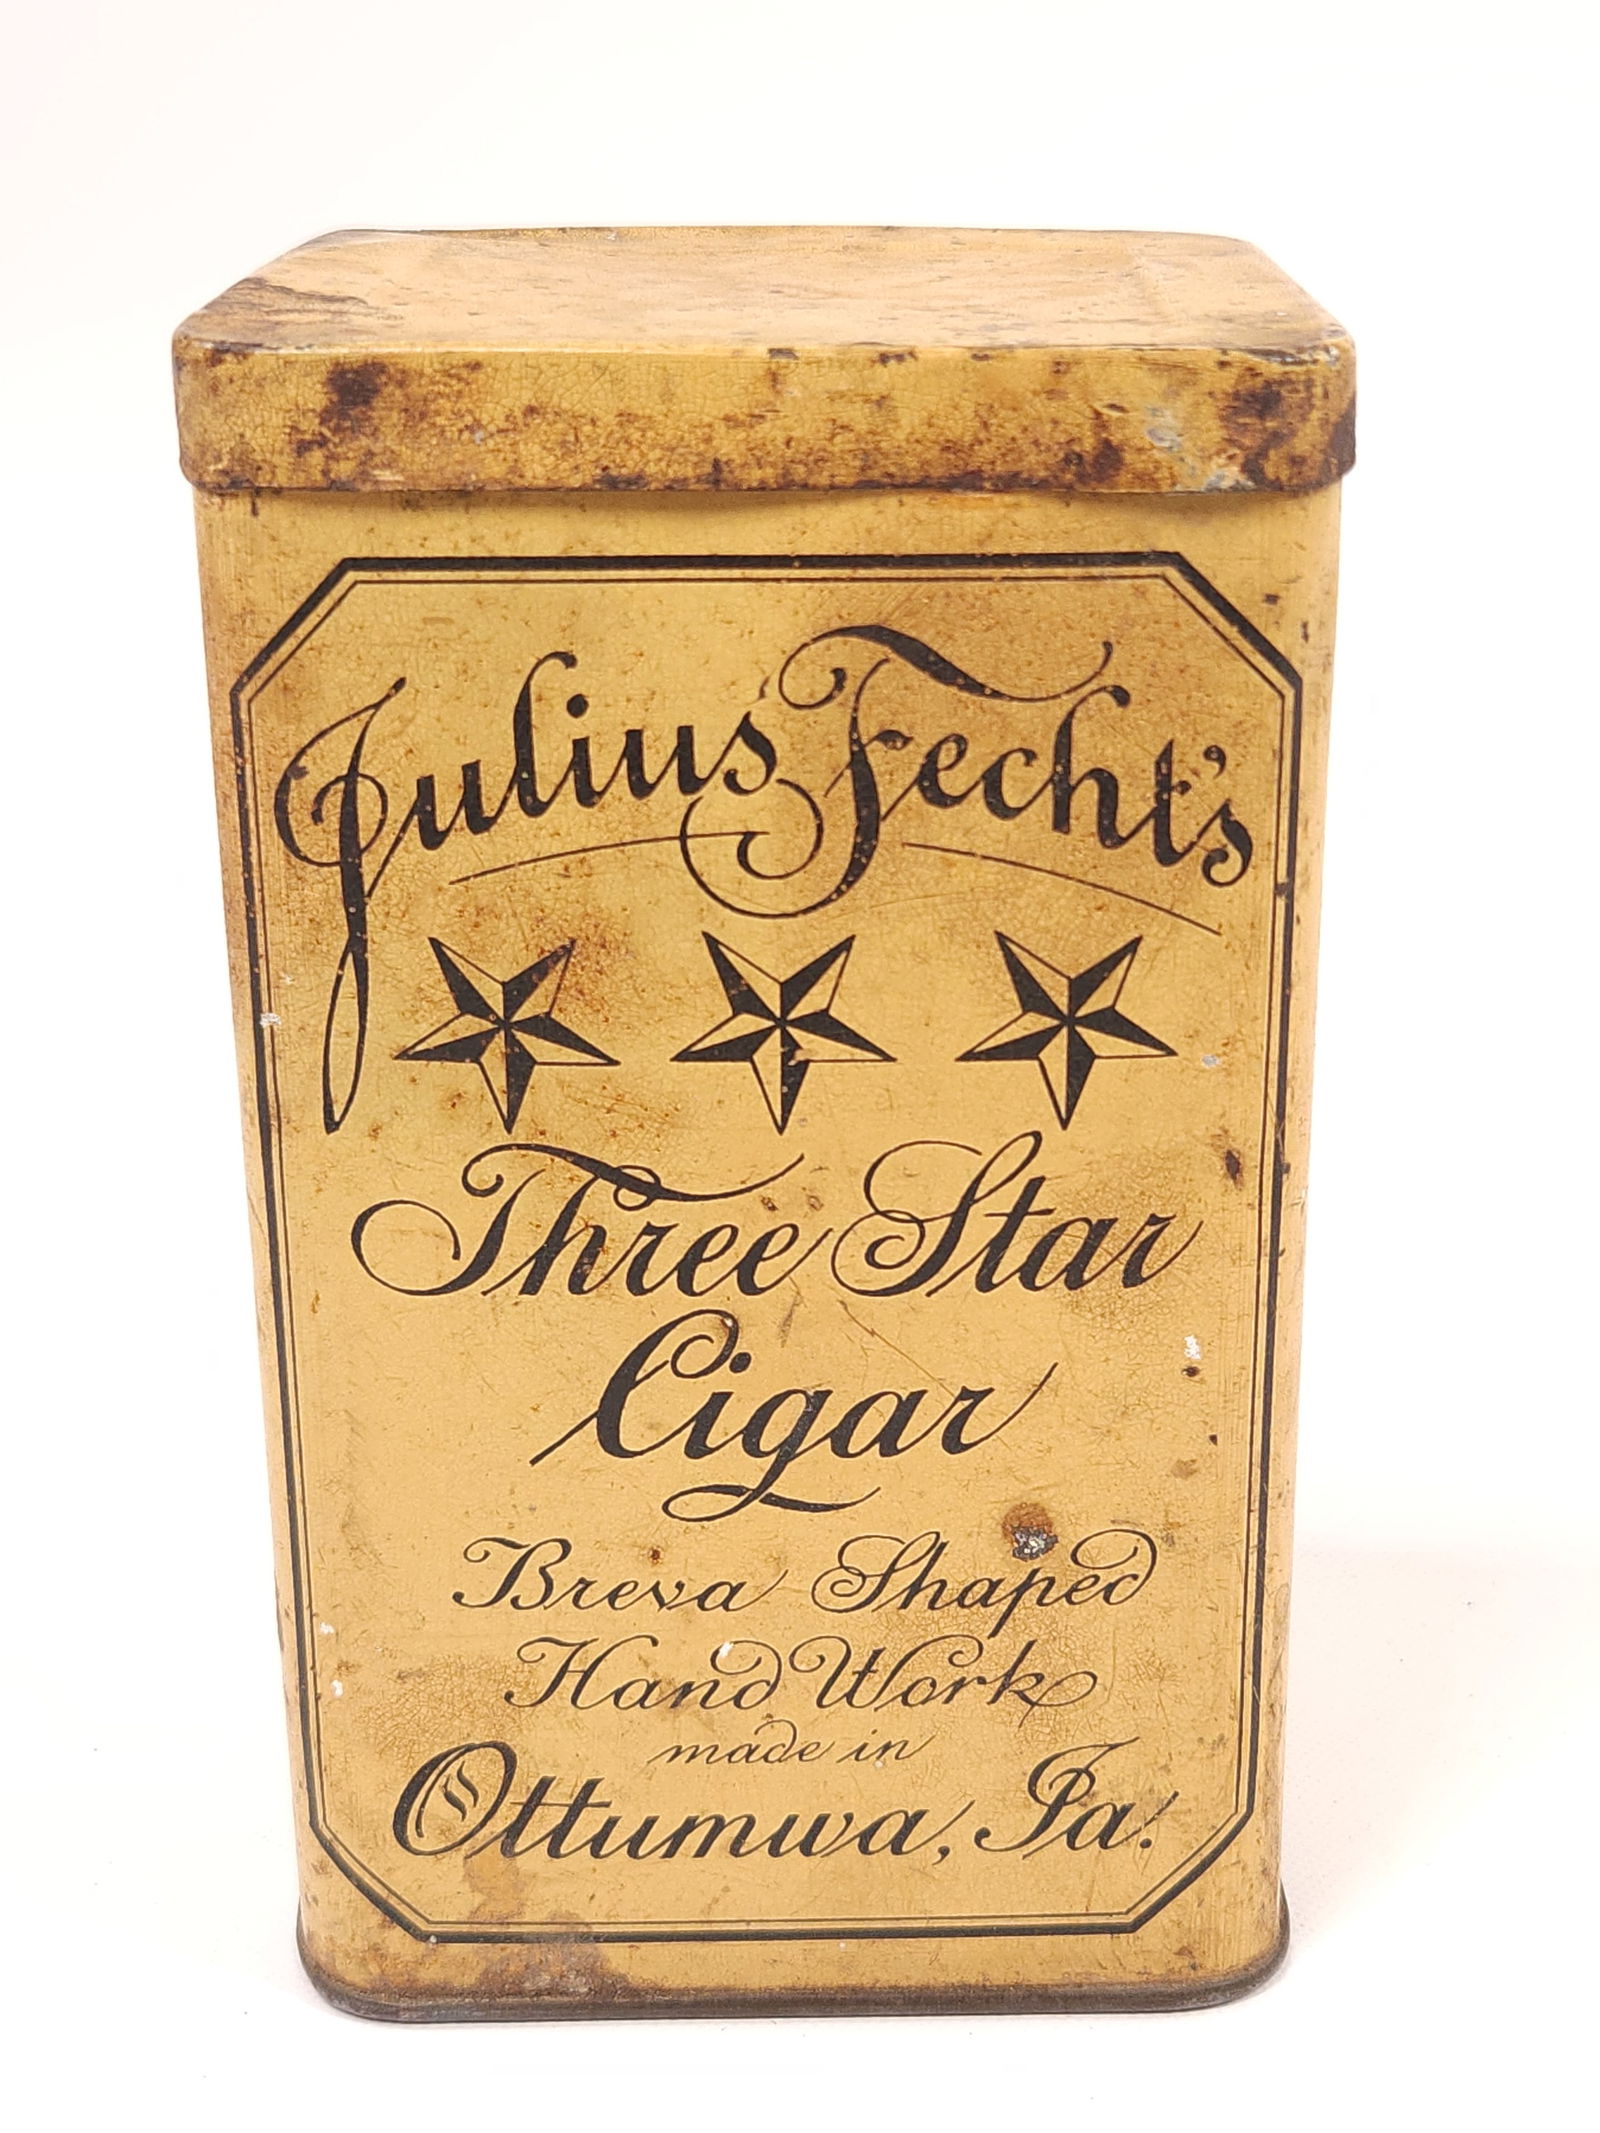 Julius Fecht's
Three Star
Cigar
Breva Shaped
Hand Work
made in
Ottumwa, Ia.